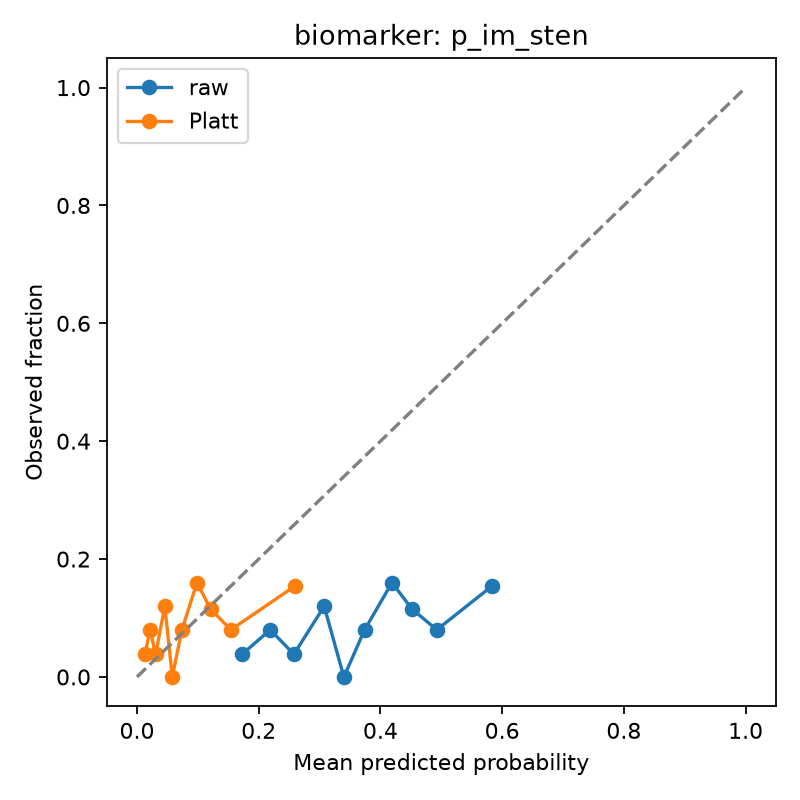 biomarker: p_im_sten
raw
Platt
1.0
0.8
0.6
0.4
0.2
0.0
Observed fraction
0.0 0.2 0.4 0.6 0.8 1.0
Mean predicted probability